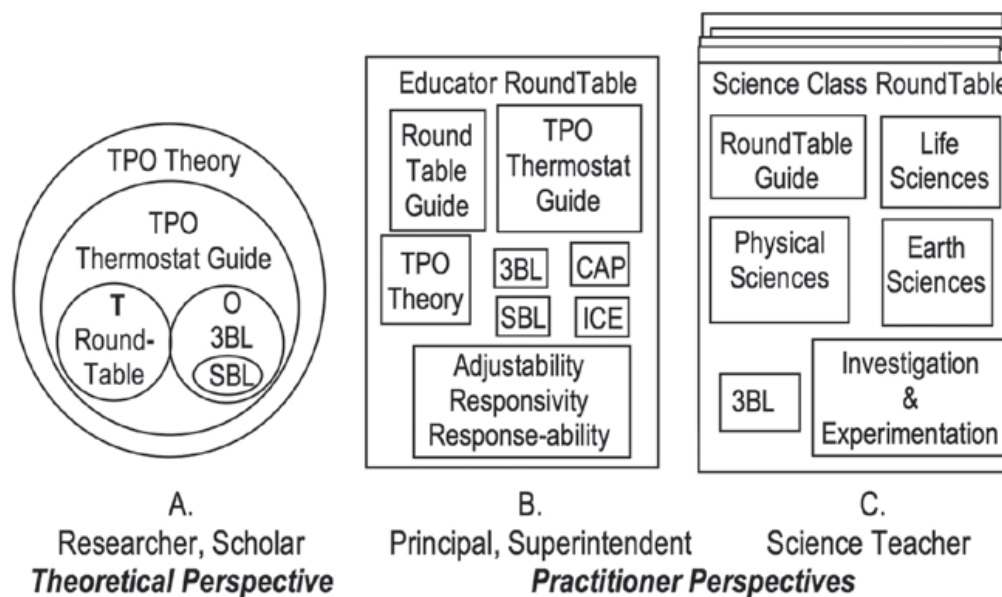 TPO Theory
TPO
Thermostat Guide
T
Round-
Table
O
3BL
SBL
A.
Researcher, Scholar
Theoretical Perspective
Educator RoundTable
Round
Table
Guide
TPO
Thermostat
Guide
TPO
Theory
3BL
CAP
SBL
ICE
Adjustability
Responsivity
Response-ability
B.
Principal, Superintendent
Science Class RoundTable
RoundTable
Guide
Life
Sciences
Physical
Sciences
Earth
Sciences
3BL
Investigation
&
Experimentation
C.
Science Teacher
Practitioner Perspectives